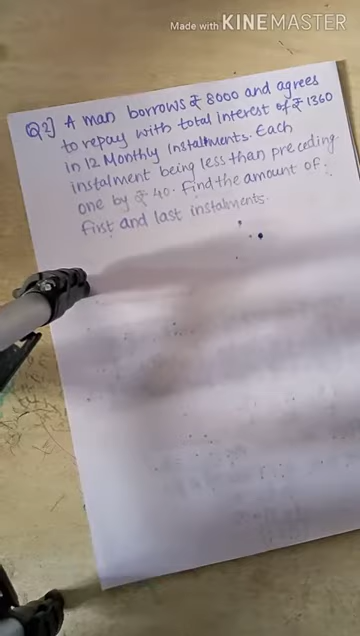 Made with KINEMASTER
Q2] A man borrows ₹ 8000 and agrees
to repay with total interest of ₹ 1360
in 12 Monthly Instalments. Each
instalment being less than preceding
one by ₹ 40. Find the amount of
first and last instalments.